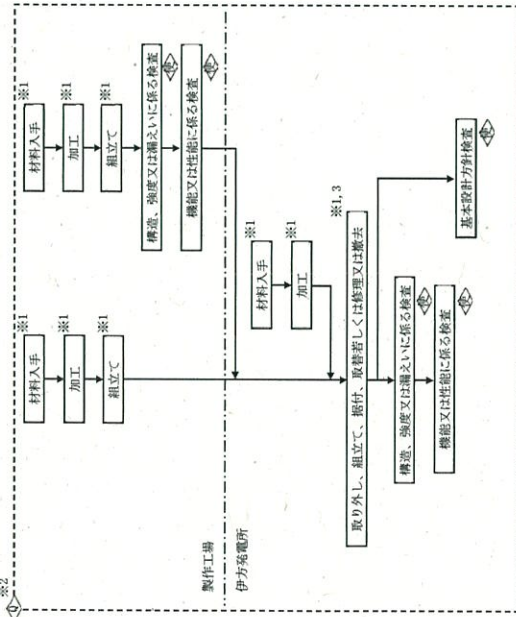 ※2
Q
材料入手
※1
加工
※1
組立て
※1
材料入手
※1
加工
※1
組立て
※1
構造、強度又は漏えいに係る検査
使
機能又は性能に係る検査
使
製作工場
伊方発電所
材料入手
※1
加工
※1
取り外し、組立て、据付、取替若しくは修理又は撤去
※1, 3
構造、強度又は漏えいに係る検査
使
機能又は性能に係る検査
使
基本設計方針検査
使